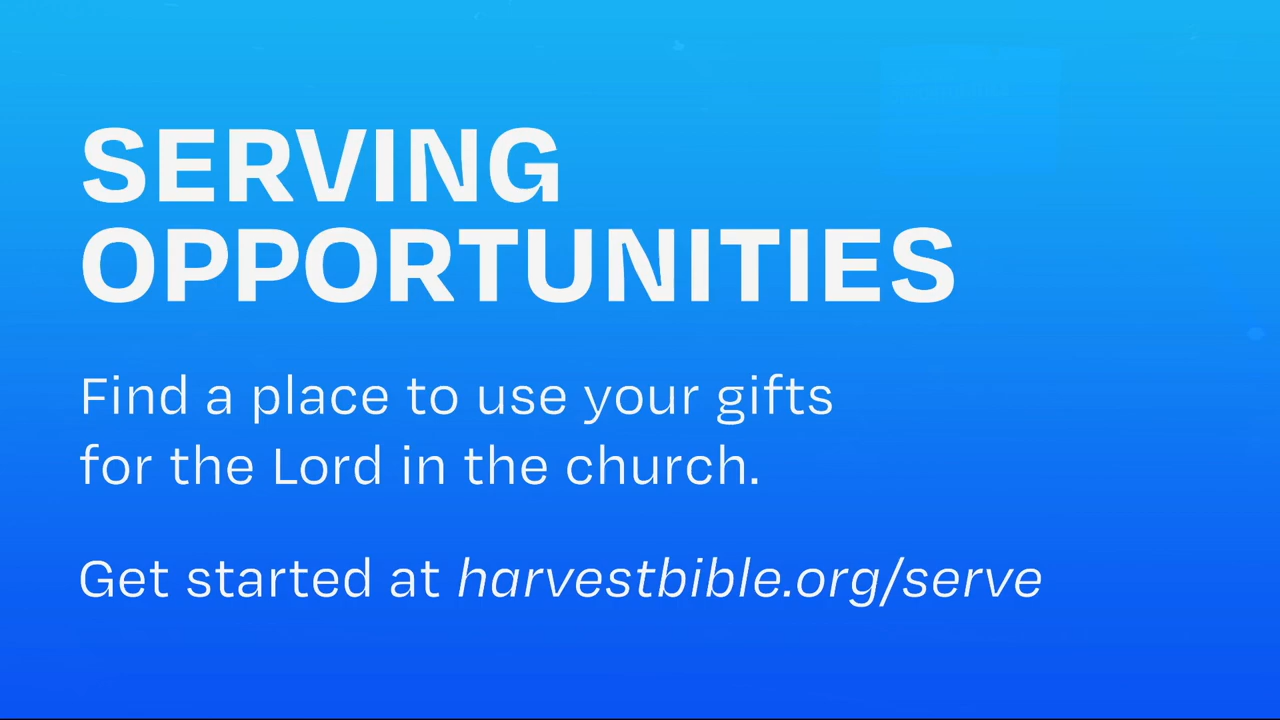 SERVING
OPPORTUNITIES
Find a place to use your gifts
for the Lord in the church.
Get started at harvestbible.org/serve